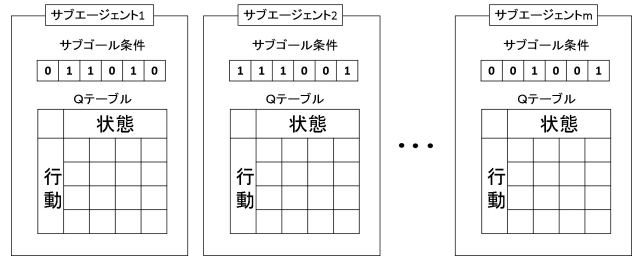 サブエージェント1
サブゴール条件
0 1 1 0 1 0
Qテーブル
状態
行動
サブエージェント2
サブゴール条件
1 1 1 0 0 1
Qテーブル
状態
行動
・・・
サブエージェントm
サブゴール条件
0 0 1 0 0 1
Qテーブル
状態
行動